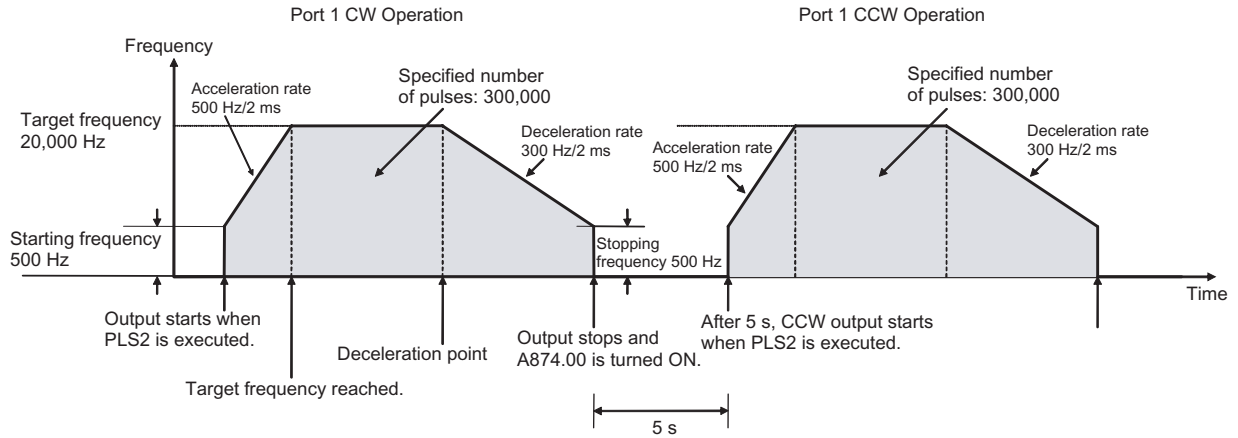 Port 1 CW Operation
Port 1 CCW Operation
Frequency
Acceleration rate
500 Hz/2 ms
Specified number
of pulses: 300,000
Specified number
of pulses: 300,000
Target frequency
20,000 Hz
Deceleration rate
300 Hz/2 ms
Acceleration rate
500 Hz/2 ms
Deceleration rate
300 Hz/2 ms
Starting frequency
500 Hz
Stopping
frequency 500 Hz
Time
Output starts when
PLS2 is executed.
Deceleration point
Output stops and
A874.00 is turned ON.
After 5 s, CCW output starts
when PLS2 is executed.
Target frequency reached.
5 s